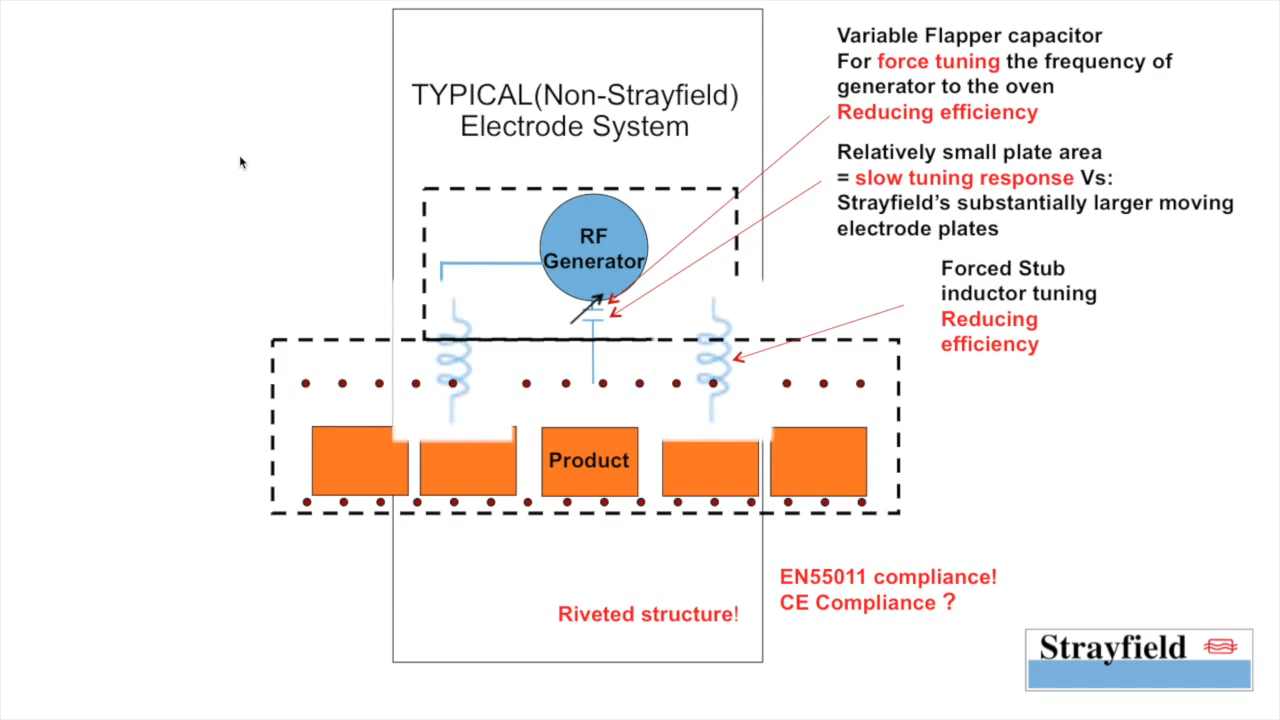 TYPICAL(Non-Strayfield)
Electrode System
Variable Flapper capacitor
For force tuning the frequency of
generator to the oven
Reducing efficiency
Relatively small plate area
= slow tuning response Vs:
Strayfield's substantially larger moving
electrode plates
RF
Generator
Forced Stub
inductor tuning
Reducing
efficiency
Product
EN55011 compliance!
CE Compliance ?
Riveted structure!
Strayfield